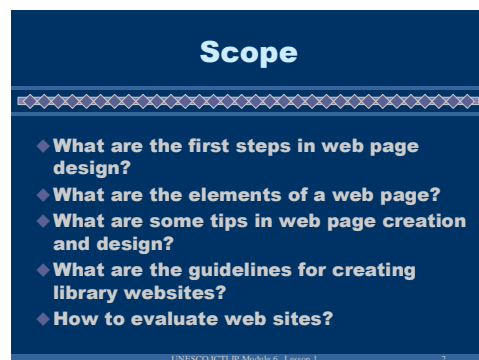 Scope
What are the first steps in web page
design?
What are the elements of a web page?
What are some tips in web page creation
and design?
What are the guidelines for creating
library websites?
How to evaluate web sites?
UNESCO ICTLIP Module 6. Lesson 1
2